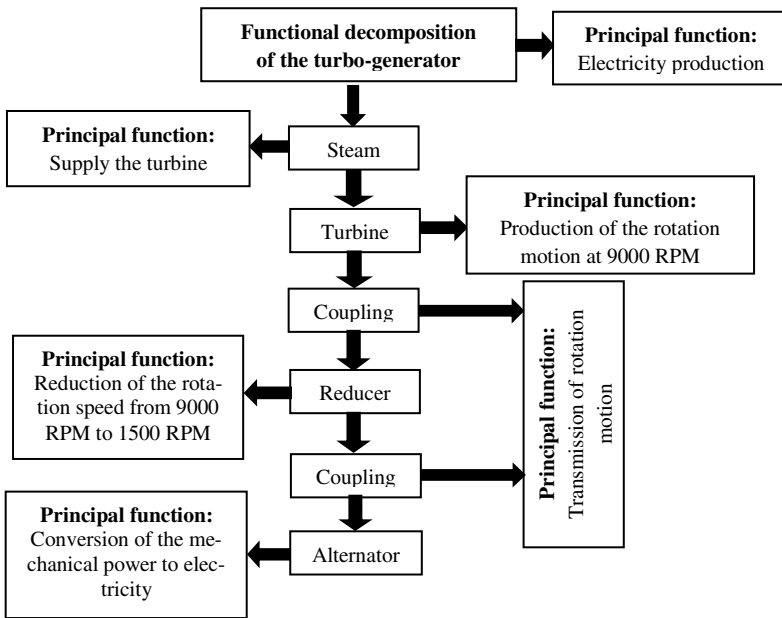 Functional decomposition
of the turbo-generator
Principal function:
Electricity production
Principal function:
Supply the turbine
Steam
Principal function:
Production of the rotation
motion at 9000 RPM
Turbine
Coupling
Principal function:
Transmission of rotation
motion
Principal function:
Reduction of the rota-
tion speed from 9000
RPM to 1500 RPM
Reducer
Coupling
Principal function:
Conversion of the me-
chanical power to elec-
tricity
Alternator